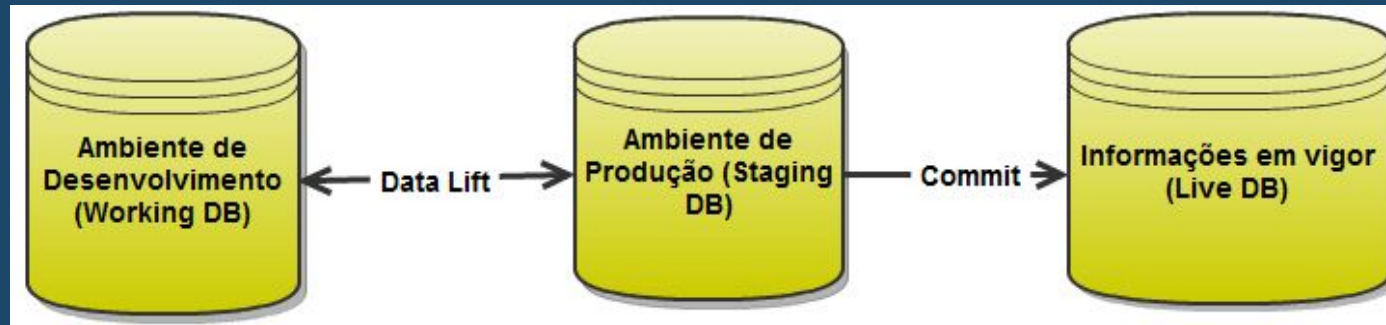 Ambiente de
Desenvolvimento
(Working DB)
Data Lift
Ambiente de
Produção (Staging
DB)
Commit
Informações em vigor
(Live DB)